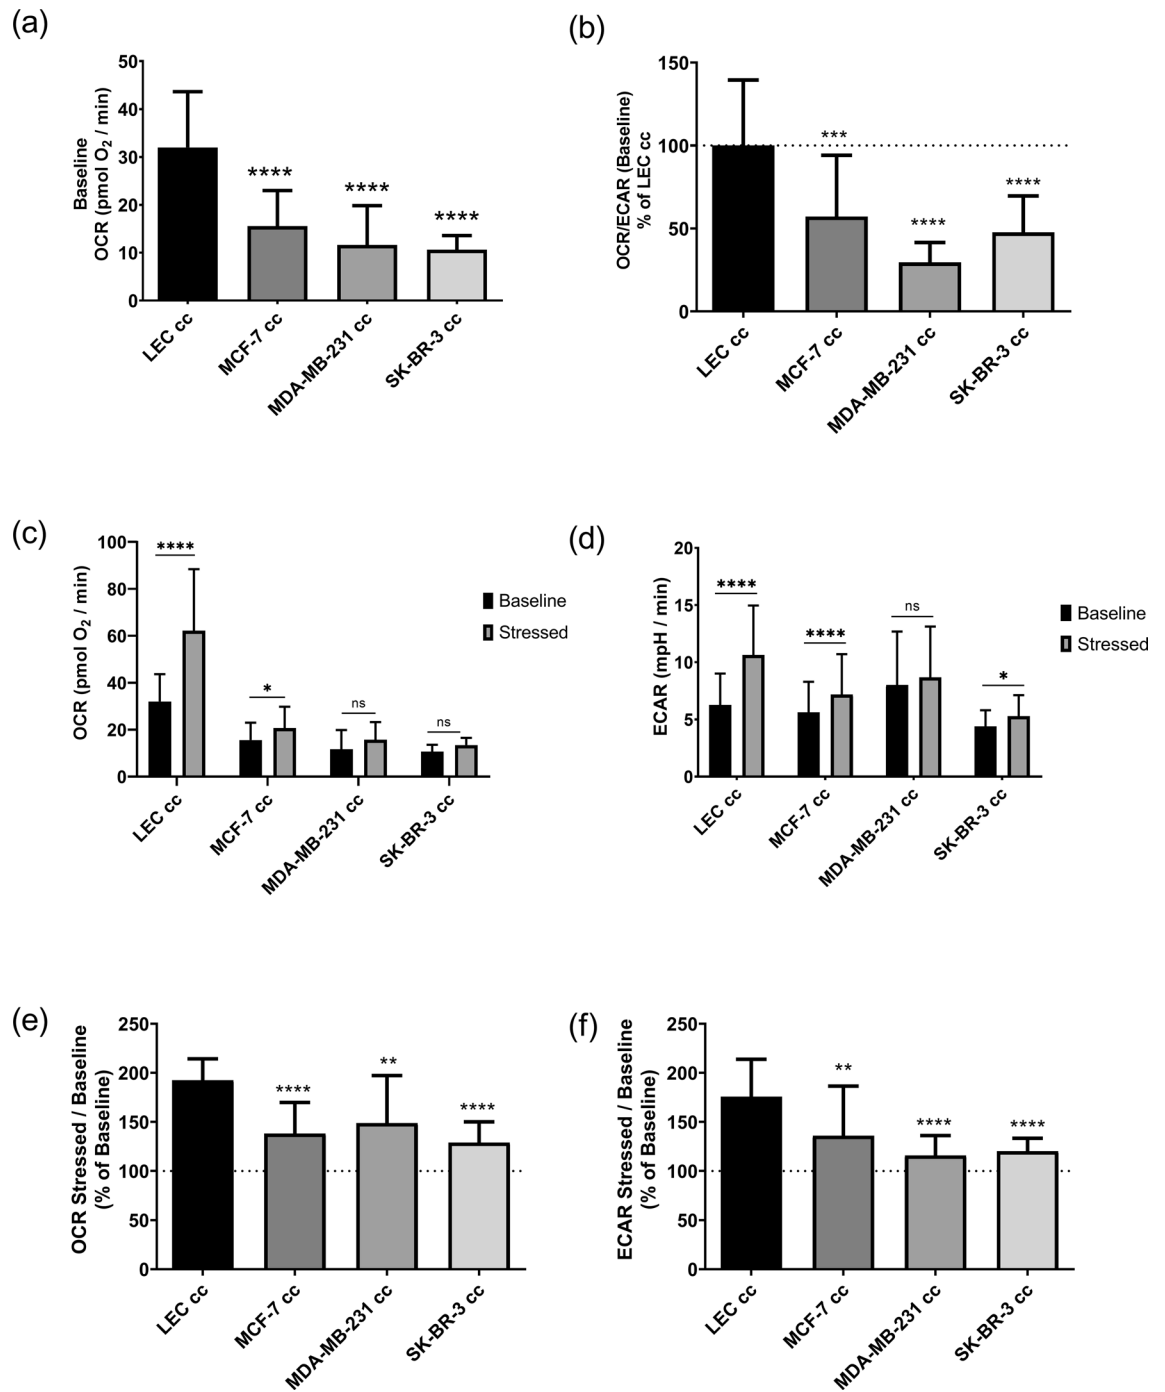 (a)
Baseline
OCR (pmol O₂ / min)
50
40
30
20
10
0
****
****
****
LEC cc
MCF-7 cc
MDA-MB-231 cc
SK-BR-3 cc
(b)
OCR/ECAR (Baseline)
% of LEC cc
150
100
50
0
***
****
****
LEC cc
MCF-7 cc
MDA-MB-231 cc
SK-BR-3 cc
(c)
OCR (pmol O₂ / min)
100
80
60
40
20
0
****
*
ns
ns
Baseline
Stressed
LEC cc
MCF-7 cc
MDA-MB-231 cc
SK-BR-3 cc
(d)
ECAR (mpH / min)
20
15
10
5
0
****
****
ns
*
Baseline
Stressed
LEC cc
MCF-7 cc
MDA-MB-231 cc
SK-BR-3 cc
(e)
OCR Stressed / Baseline
(% of Baseline)
250
200
150
100
50
0
****
**
****
LEC cc
MCF-7 cc
MDA-MB-231 cc
SK-BR-3 cc
(f)
ECAR Stressed / Baseline
(% of Baseline)
250
200
150
100
50
0
**
****
****
LEC cc
MCF-7 cc
MDA-MB-231 cc
SK-BR-3 cc